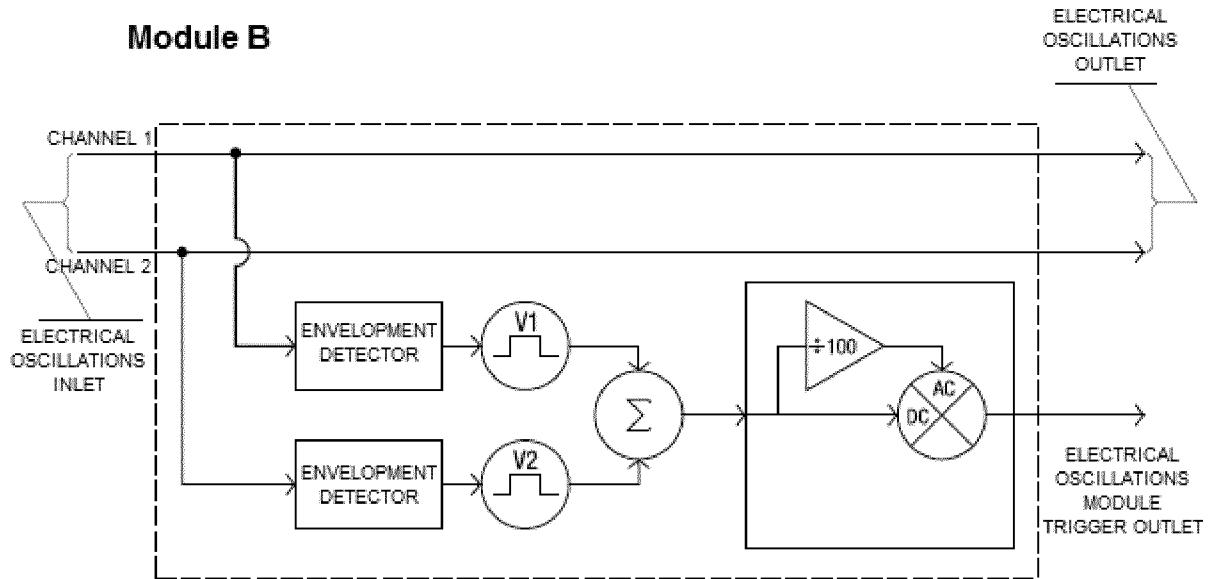 Module B
ELECTRICAL
OSCILLATIONS
OUTLET
CHANNEL 1
CHANNEL 2
ELECTRICAL
OSCILLATIONS
INLET
ENVELOPMENT
DETECTOR
V1
÷100
AC
DC
Σ
ENVELOPMENT
DETECTOR
V2
ELECTRICAL
OSCILLATIONS
MODULE
TRIGGER OUTLET